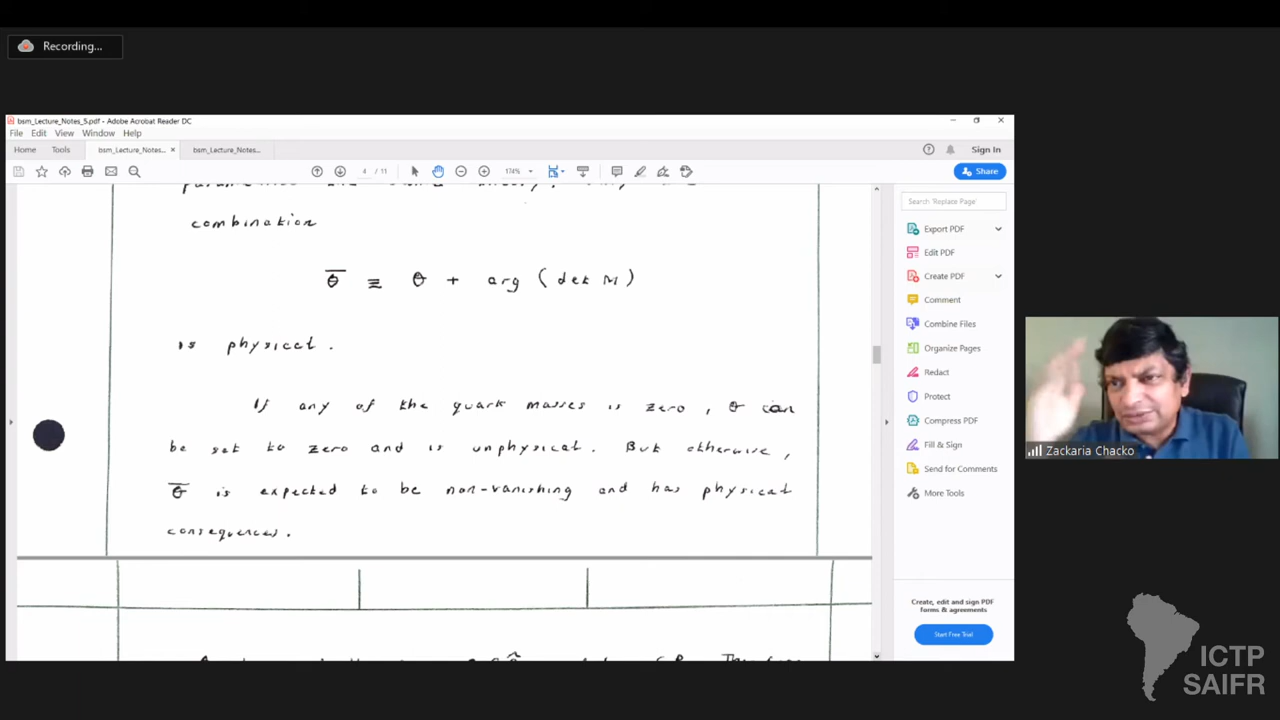 Recording...
bsm_Lecture_Notes_5.pdf - Adobe Acrobat Reader DC
File Edit View Window Help
Home Tools bsm_Lecture_Notes... × bsm_Lecture_Notes... Sign In
4 / 11 174% Share
combination
θ̄ ≡ θ + arg (det M)
is physical.
If any of the quark masses is zero, θ can
be set to zero and is unphysical. But otherwise,
θ̄ is expected to be non-vanishing and has physical
consequences.
Search 'Replace Page'
Export PDF
Edit PDF
Create PDF
Comment
Combine Files
Organize Pages
Redact
Protect
Compress PDF
Fill & Sign
Send for Comments
More Tools
Create, edit and sign PDF
forms & agreements
Start Free Trial
Zackaria Chacko
ICTP
SAIFR